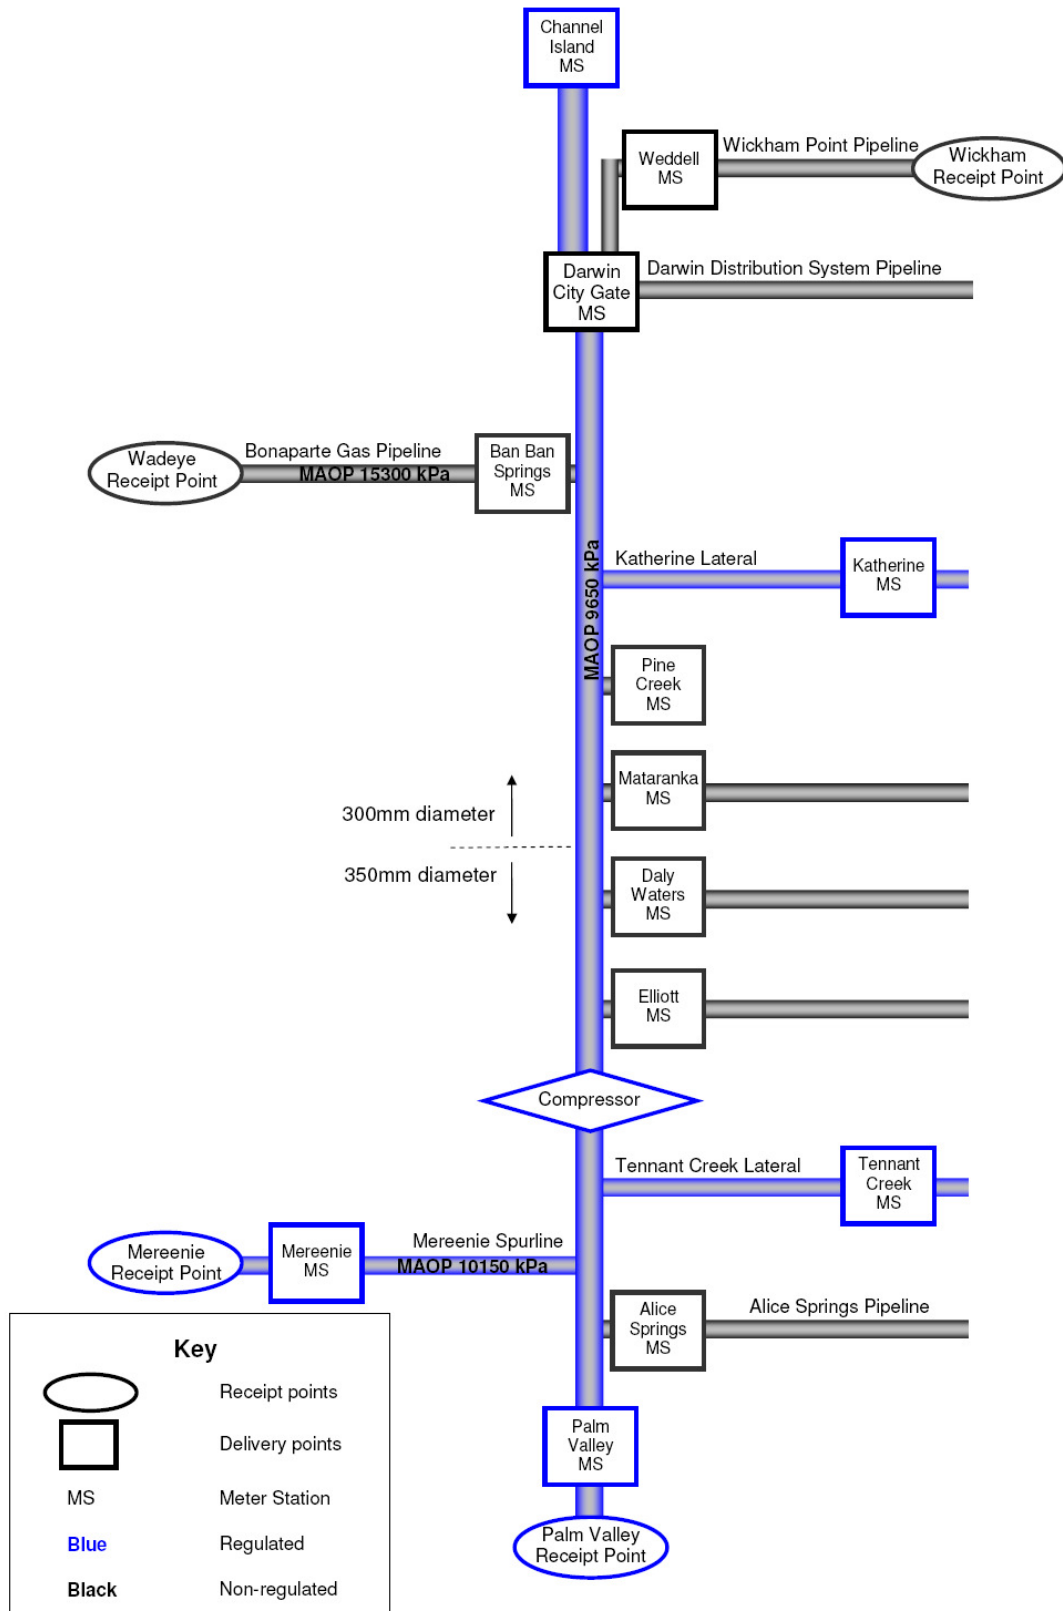 Channel
Island
MS
Weddell
MS
Wickham Point Pipeline
Wickham
Receipt Point
Darwin
City Gate
MS
Darwin Distribution System Pipeline
Wadeye
Receipt Point
Bonaparte Gas Pipeline
MAOP 15300 kPa
Ban Ban
Springs
MS
MAOP 9650 kPa
Katherine Lateral
Katherine
MS
Pine
Creek
MS
Mataranka
MS
300mm diameter
350mm diameter
Daly
Waters
MS
Elliott
MS
Compressor
Tennant Creek Lateral
Tennant
Creek
MS
Mereenie
Receipt Point
Mereenie
MS
Mereenie Spurline
MAOP 10150 kPa
Alice
Springs
MS
Alice Springs Pipeline
Palm
Valley
MS
Palm Valley
Receipt Point
Key
Receipt points
Delivery points
MS Meter Station
Blue Regulated
Black Non-regulated